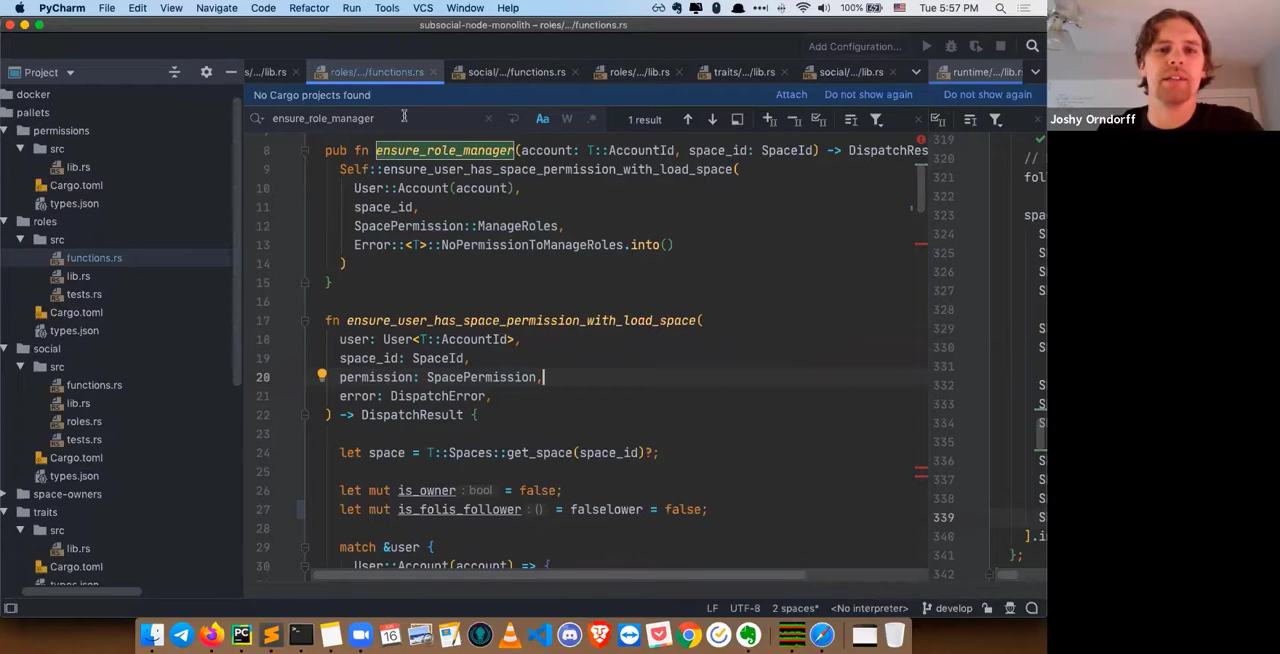 PyCharm File Edit View Navigate Code Refactor Run Tools VCS Window Help 100% Tue 5:57 PM
subsocial-node-monolith – roles/.../functions.rs
Add Configuration...
Project
s/.../lib.rs roles/.../functions.rs social/.../functions.rs roles/.../lib.rs traits/.../lib.rs social/.../lib.rs runtime/.../lib.rs
No Cargo projects found Attach Do not show again Do not show again
ensure_role_manager Aa W .* 1 result
docker
pallets
permissions
src
lib.rs
Cargo.toml
types.json
roles
src
functions.rs
lib.rs
tests.rs
Cargo.toml
types.json
social
src
functions.rs
lib.rs
roles.rs
tests.rs
Cargo.toml
types.json
space-owners
traits
src
lib.rs
Cargo.toml
types.json
8 pub fn ensure_role_manager(account: T::AccountId, space_id: SpaceId) -> DispatchRes
9 Self::ensure_user_has_space_permission_with_load_space(
10 User::Account(account),
11 space_id,
12 SpacePermission::ManageRoles,
13 Error::<T>::NoPermissionToManageRoles.into()
14 )
15 }
16
17 fn ensure_user_has_space_permission_with_load_space(
18 user: User<T::AccountId>,
19 space_id: SpaceId,
20 permission: SpacePermission,
21 error: DispatchError,
22 ) -> DispatchResult {
23
24 let space = T::Spaces::get_space(space_id)?;
25
26 let mut is_owner : bool = false;
27 let mut is_folis_follower : () = falselower = false;
28
29 match &user {
30 User::Account(account) => {
319
320 //
321 fol
322
323 spac
324 S
325 S
326 S
327 S
328
329 S
330 S
331
332 S
333 S
334 S
335 S
336 S
337 S
338 S
339 S
340 ].in
341 };
342
LF UTF-8 2 spaces* <No interpreter> develop
Joshy Orndorff